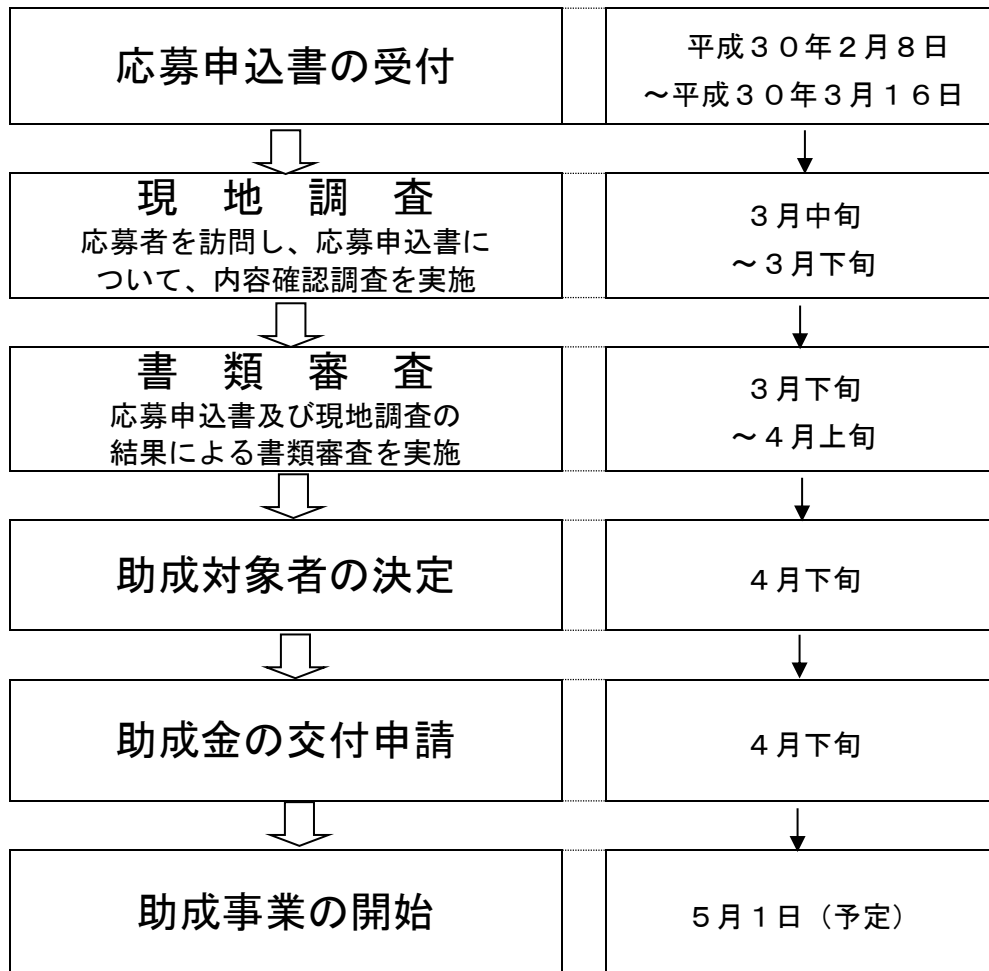 応募申込書の受付
平成３０年２月８日
～平成３０年３月１６日
現　地　調　査
応募者を訪問し、応募申込書に
ついて、内容確認調査を実施
３月中旬
～３月下旬
書　類　審　査
応募申込書及び現地調査の
結果による書類審査を実施
３月下旬
～４月上旬
助成対象者の決定
４月下旬
助成金の交付申請
４月下旬
助成事業の開始
５月１日（予定）